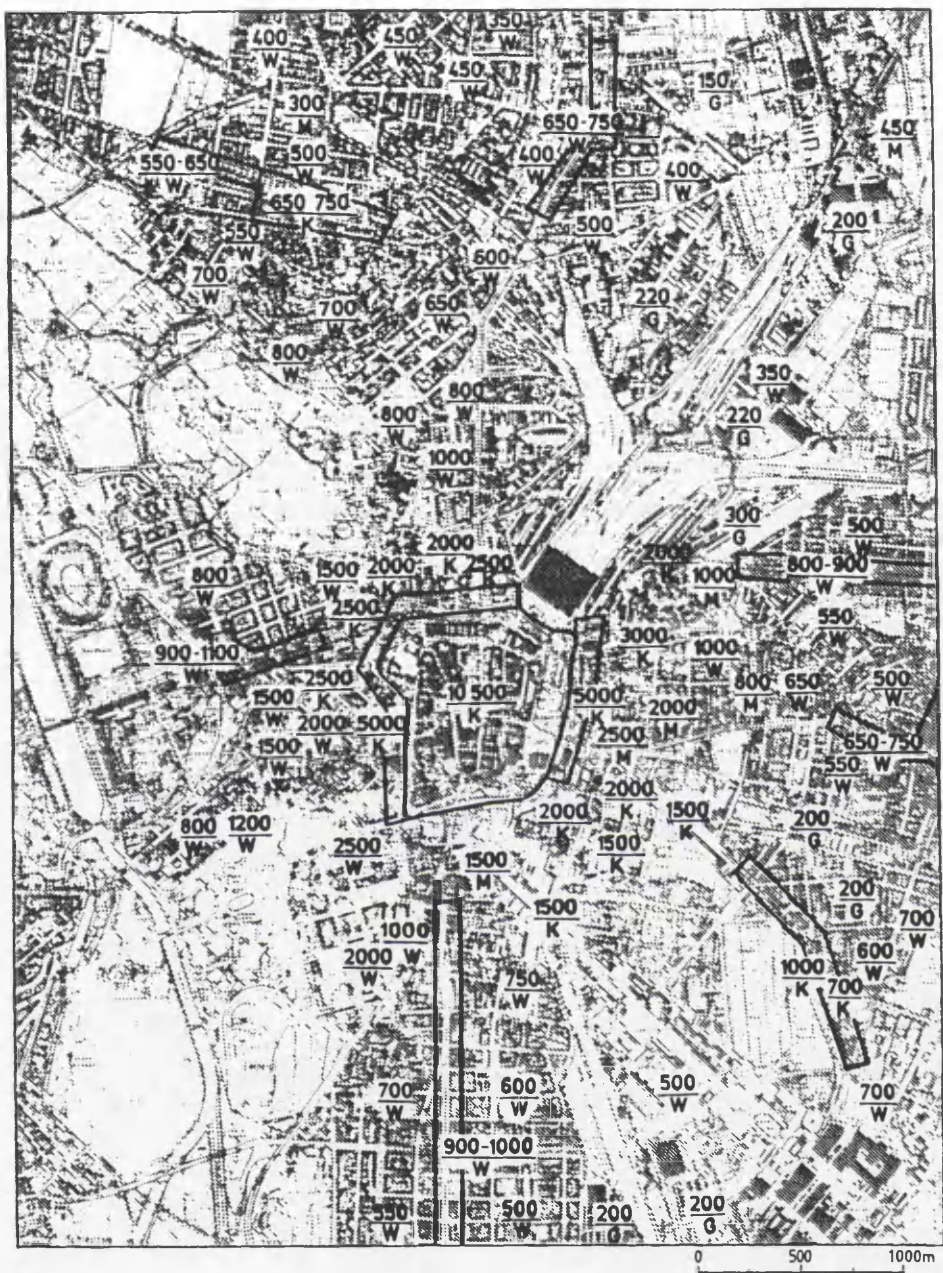 350
W
400
W
450
W
450
W
150
G
300
M
650-750
W
450
M
500
W
400
W
400
W
550-650
W
650 750
K
200
G
550
W
500
W
600
W
700
W
700
W
650
W
220
G
800
W
350
W
800
W
800
W
220
G
1000
W
300
G
500
W
2000
K
2000
K
2500
K
2000
K
1500
W
800
W
1000
M
800-900
W
2500
K
550
W
3000
K
1000
W
900-1100
W
2500
K
10 500
K
5000
K
2000
M
800
M
650
W
500
W
1500
W
2000
W
5000
K
2500
M
650-750
W
1500
W
550
W
2000
K
2000
K
1500
K
200
G
800
W
1200
W
2500
W
1500
K
1500
M
200
G
1500
K
1000
W
700
W
2000
W
600
W
750
W
1000
K
700
K
700
W
600
W
500
W
700
W
900-1000
W
550
W
500
W
200
G
200
G
0 500 1000m